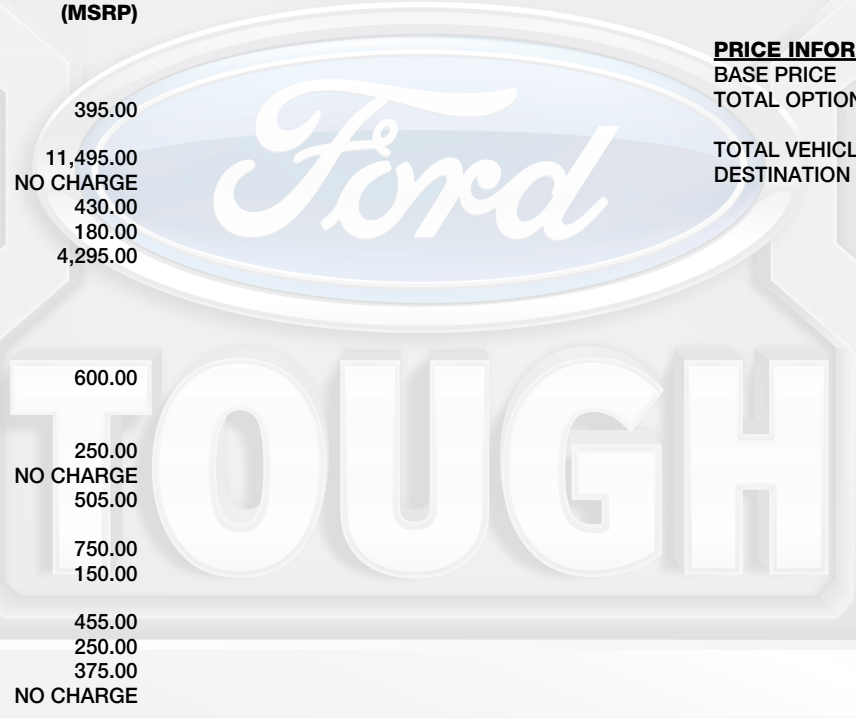 (MSRP)
395.00
11,495.00
NO CHARGE
430.00
180.00
4,295.00
600.00
250.00
NO CHARGE
505.00
750.00
150.00
455.00
250.00
375.00
NO CHARGE
PRICE INFOR
BASE PRICE
TOTAL OPTION
TOTAL VEHICL
DESTINATION
Ford
TOUGH